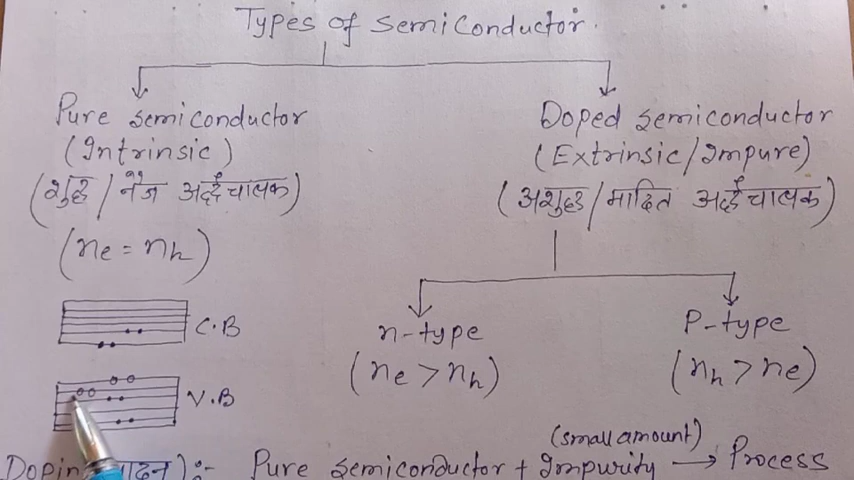 Types of Semiconductor.
Pure Semiconductor
(Intrinsic)
(शुद्ध/नैज अर्द्धचालक)
(ne = nh)
C.B
V.B
Doped Semiconductor
(Extrinsic/Impure)
(अशुद्ध/मादित अर्द्धचालक)
n-type
(ne > nh)
P-type
(nh > ne)
(small amount)
Pure Semiconductor + Impurity → Process